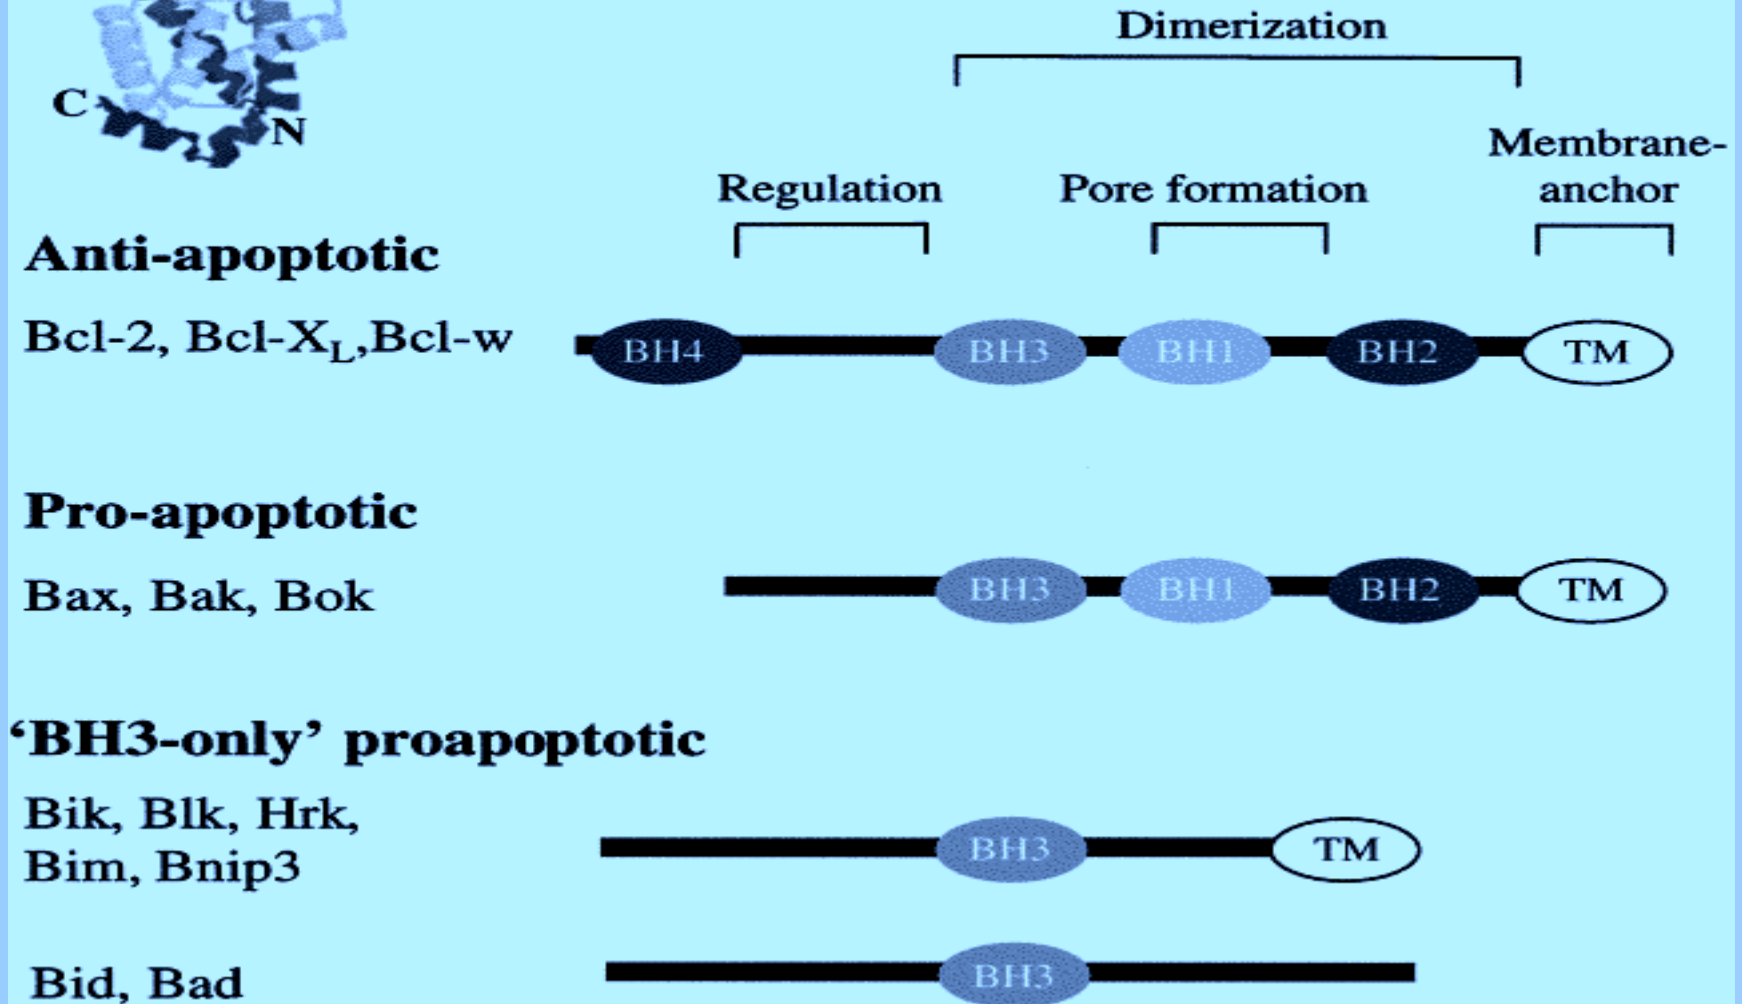 Dimerization
C
N
Membrane-
anchor
Regulation
Pore formation
Anti-apoptotic
Bcl-2, Bcl-XL,Bcl-w
BH4
BH3
BH1
BH2
TM
Pro-apoptotic
Bax, Bak, Bok
BH3
BH1
BH2
TM
‘BH3-only’ proapoptotic
Bik, Blk, Hrk,
Bim, Bnip3
BH3
TM
Bid, Bad
BH3